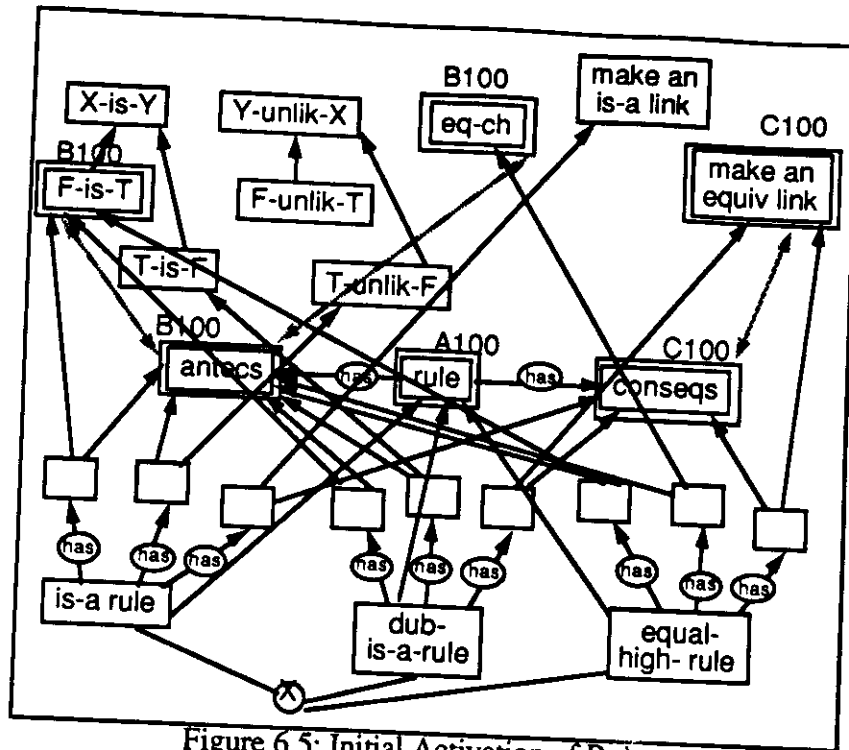 B100
make an
is-a link
X-is-Y
Y-unlik-X
eq-ch
C100
B100
make an
equiv link
F-is-T
F-unlik-T
T-is-F
T-unlik-F
B100
A100
C100
antecs
has
rule
has
conseqs
has
has
has
has
has
has
has
has
has
is-a rule
dub-
is-a-rule
equal-
high- rule
X
Figure 6.5: Initial Activation of